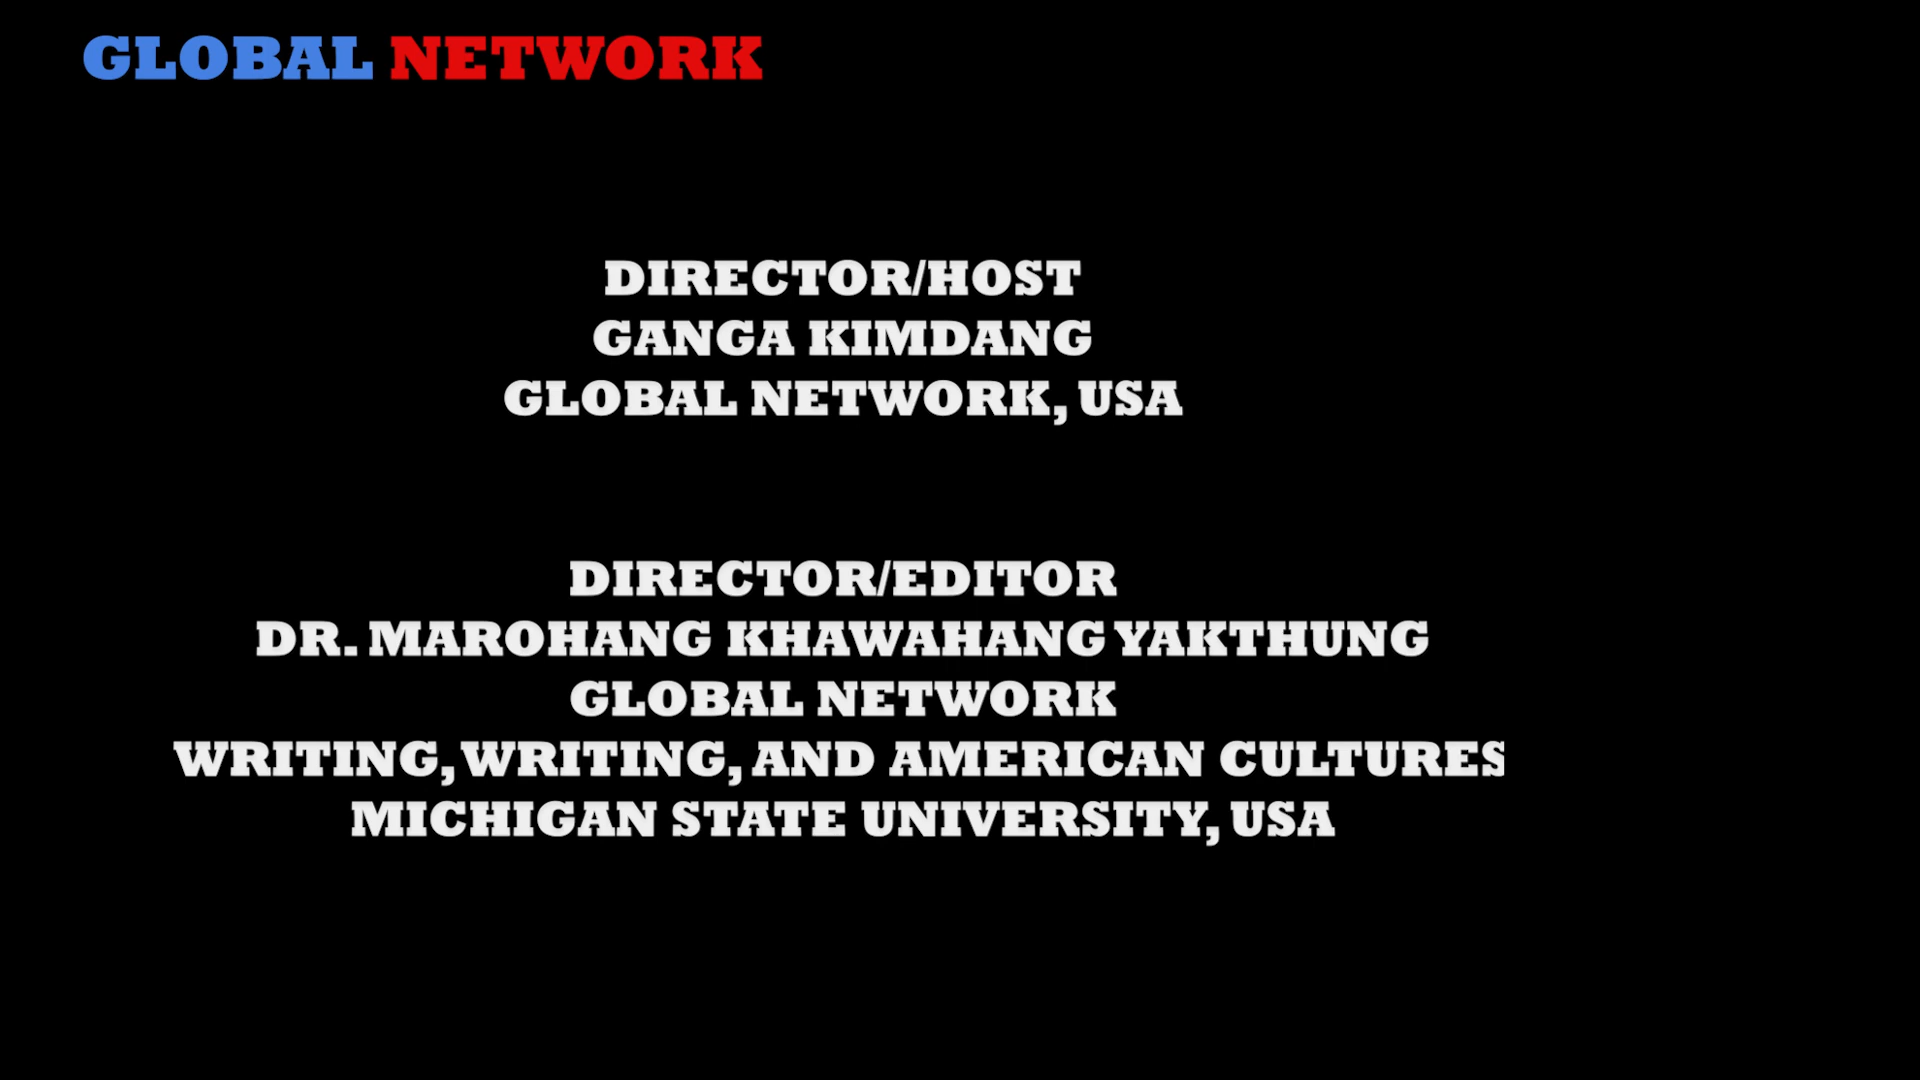 GLOBAL NETWORK
DIRECTOR/HOST
GANGA KIMDANG
GLOBAL NETWORK, USA
DIRECTOR/EDITOR
DR. MAROHANG KHAWAHANG YAKTHUNG
GLOBAL NETWORK
WRITING, WRITING, AND AMERICAN CULTURES
MICHIGAN STATE UNIVERSITY, USA